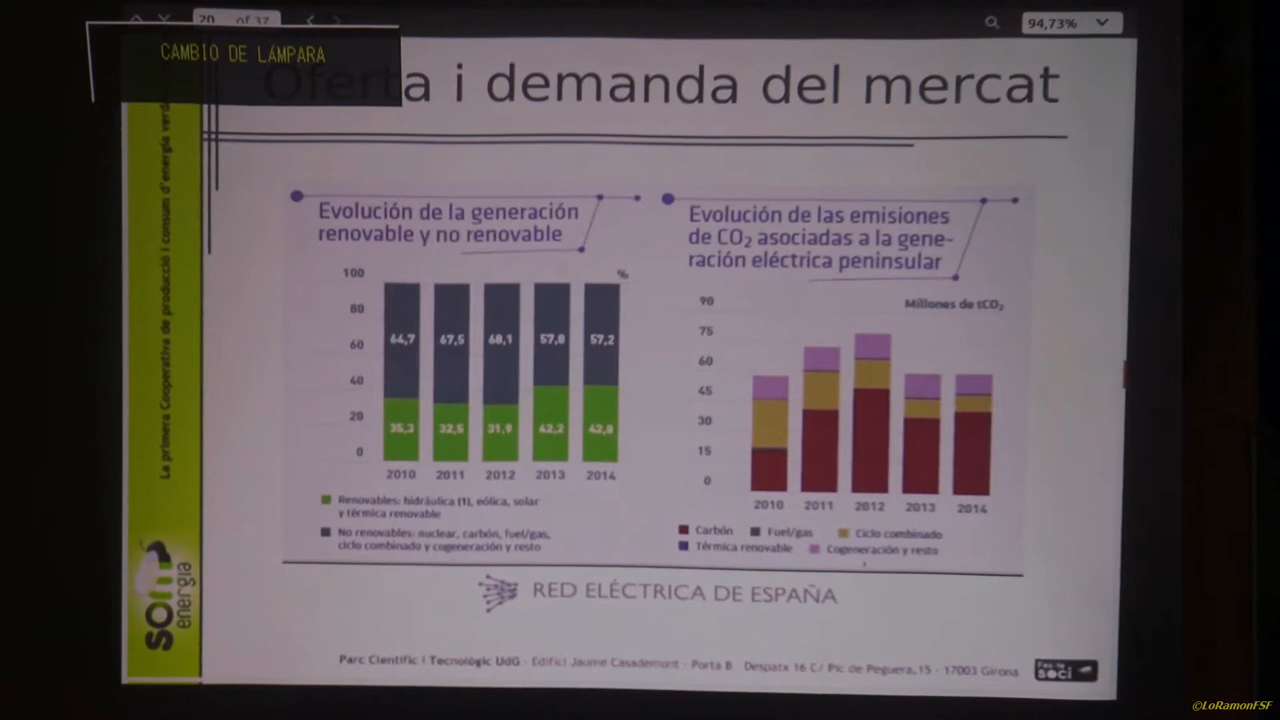 20 of 37
94,73%
CAMBIO DE LÁMPARA
Oferta i demanda del mercat
La primera Cooperativa de producció i consum d'energia verda
som
energia
Evolución de la generación
renovable y no renovable
%
100
80
60
40
20
0
64,7 67,5 68,1 57,8 57,2
35,3 32,5 31,9 42,2 42,8
2010 2011 2012 2013 2014
Renovables: hidráulica (1), eólica, solar
y térmica renovable
No renovables: nuclear, carbón, fuel/gas,
ciclo combinado y cogeneración y resto
Evolución de las emisiones
de CO₂ asociadas a la gene-
ración eléctrica peninsular
Millones de tCO₂
90
75
60
45
30
15
0
2010 2011 2012 2013 2014
Carbón Fuel/gas Ciclo combinado
Térmica renovable Cogeneración y resto
RED ELÉCTRICA DE ESPAÑA
Parc Científic i Tecnològic UdG - Edifici Jaume Casademont - Porta B Despatx 16 C/ Pic de Peguera, 15 - 17003 Girona
Fes-te
soci
©LoRamonFSF